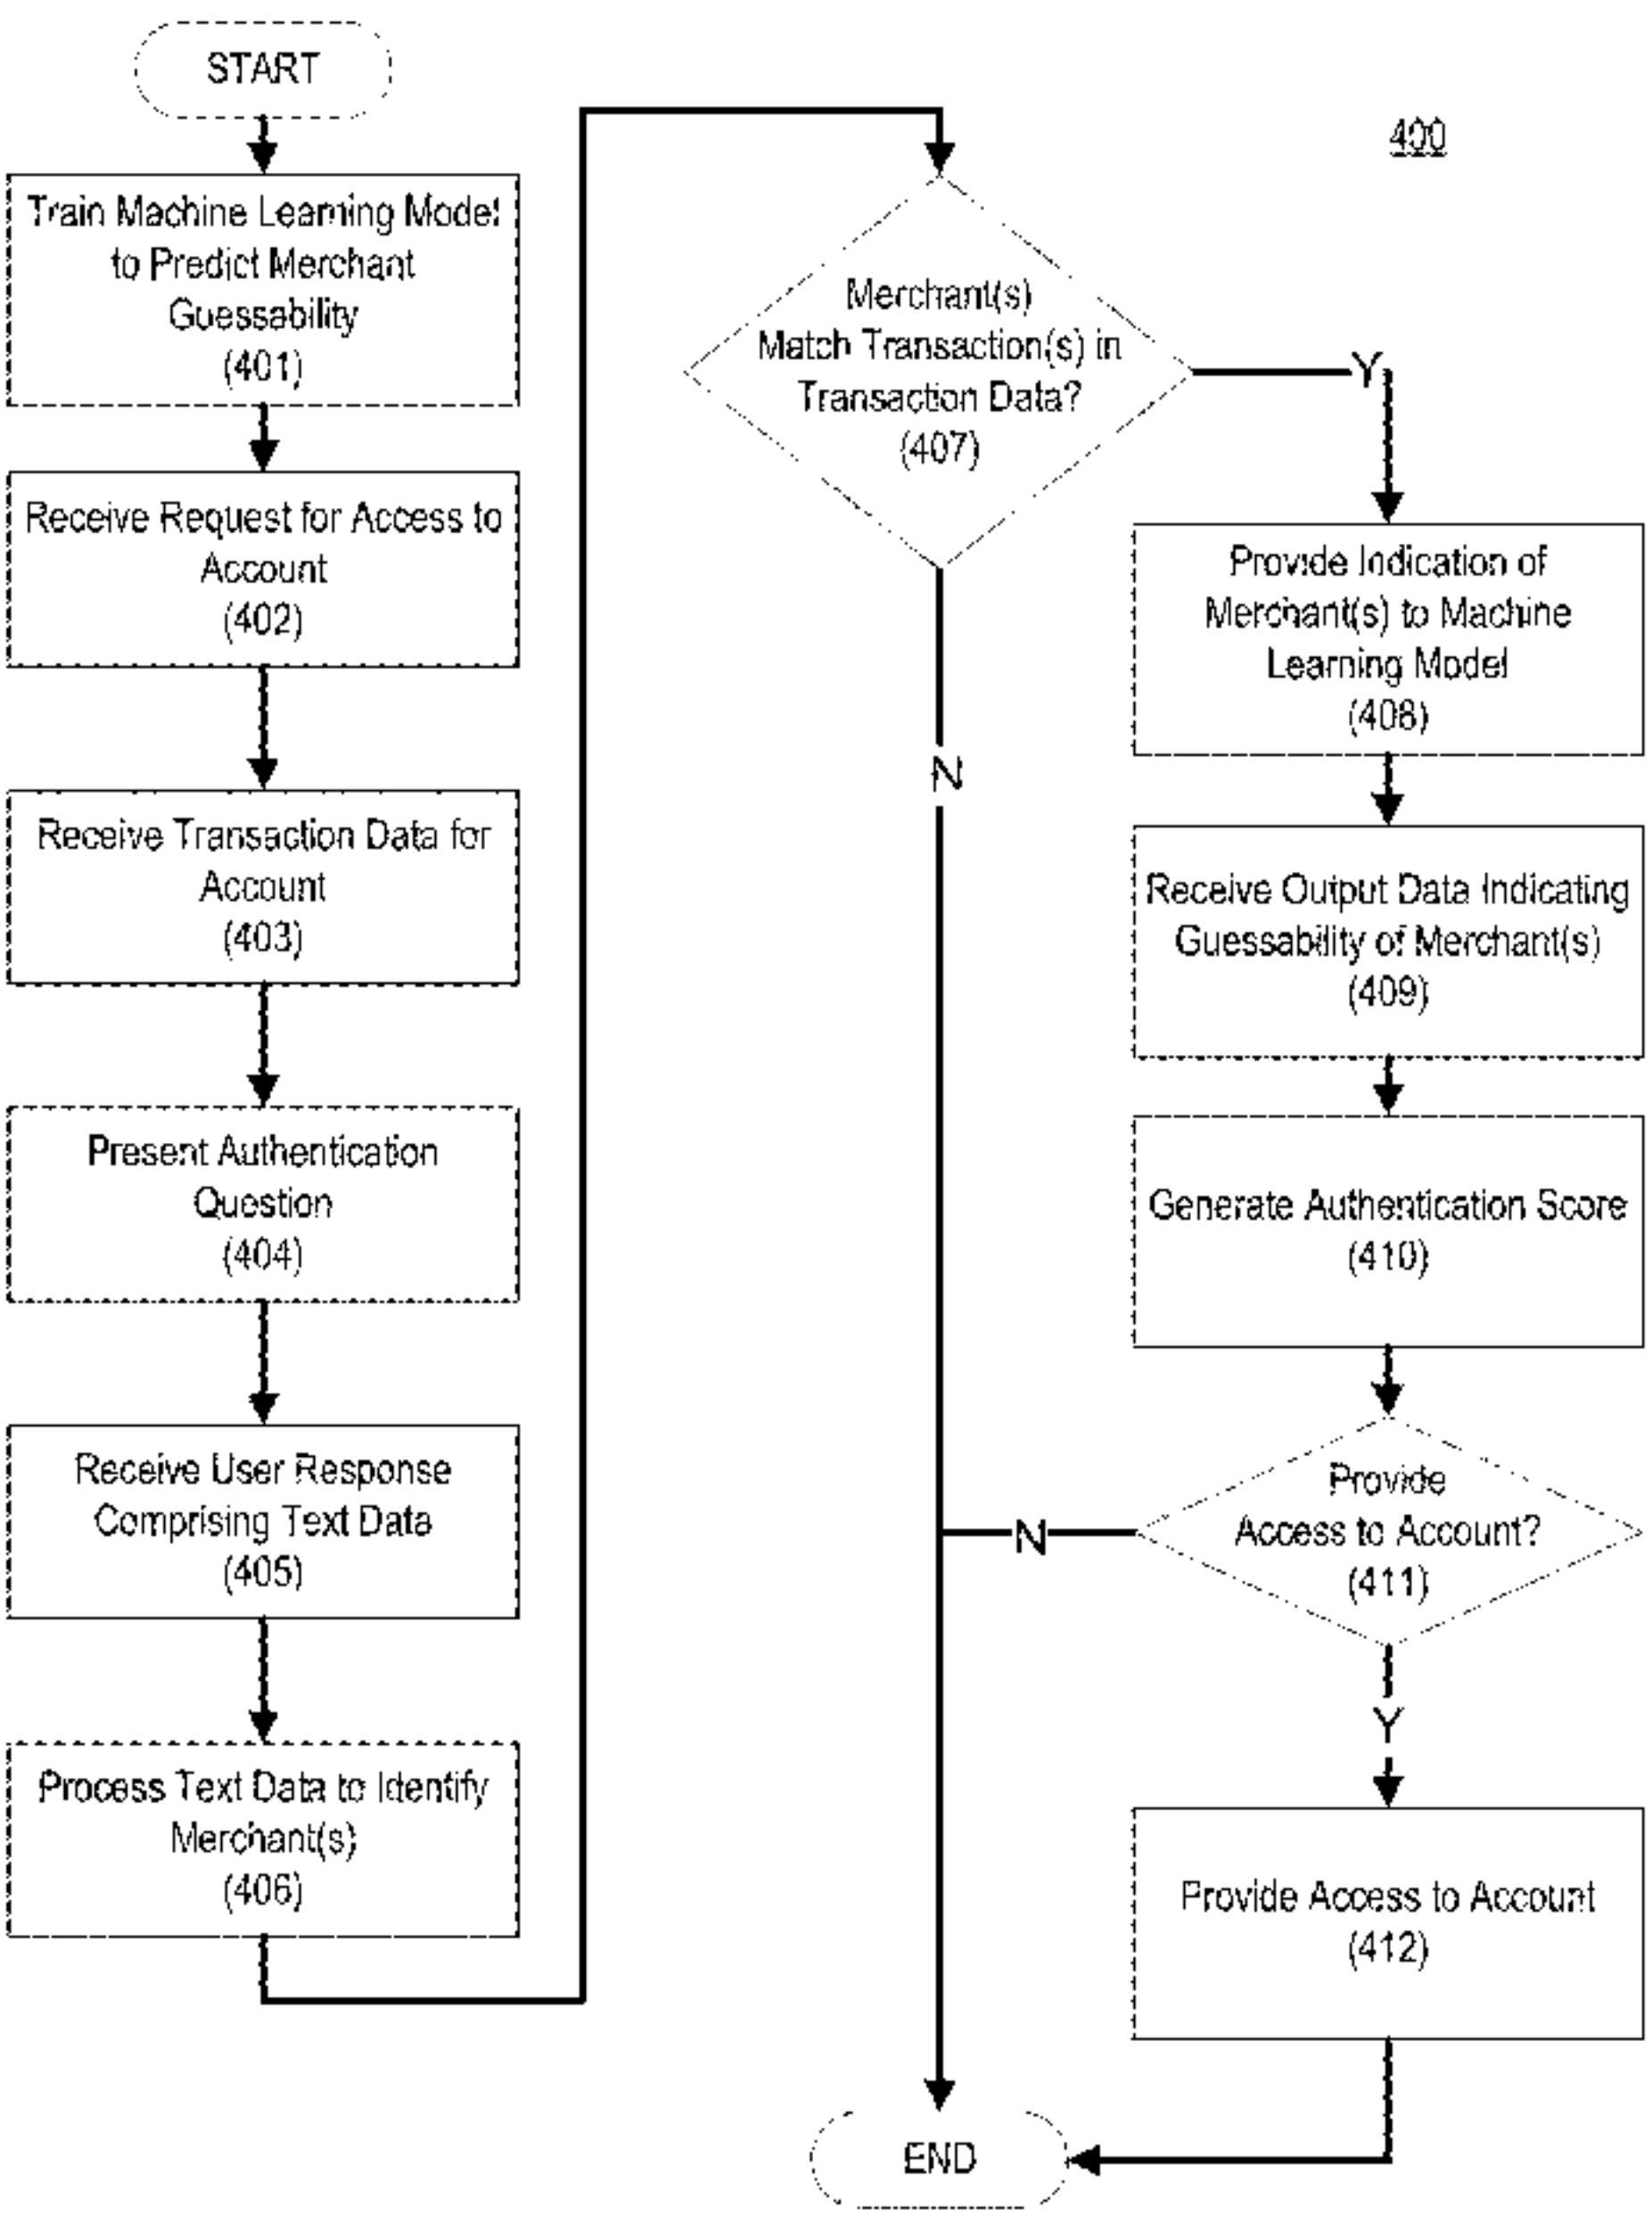 START
Train Machine Learning Model
to Predict Merchant
Guessability
(401)
Receive Request for Access to
Account
(402)
Receive Transaction Data for
Account
(403)
Present Authentication
Question
(404)
Receive User Response
Comprising Text Data
(405)
Process Text Data to Identify
Merchant(s)
(406)
400
Merchant(s)
Match Transaction(s) in
Transaction Data?
(407)
Y
N
Provide Indication of
Merchant(s) to Machine
Learning Model
(408)
Receive Output Data Indicating
Guessability of Merchant(s)
(409)
Generate Authentication Score
(410)
Provide
Access to Account?
(411)
N
Y
Provide Access to Account
(412)
END